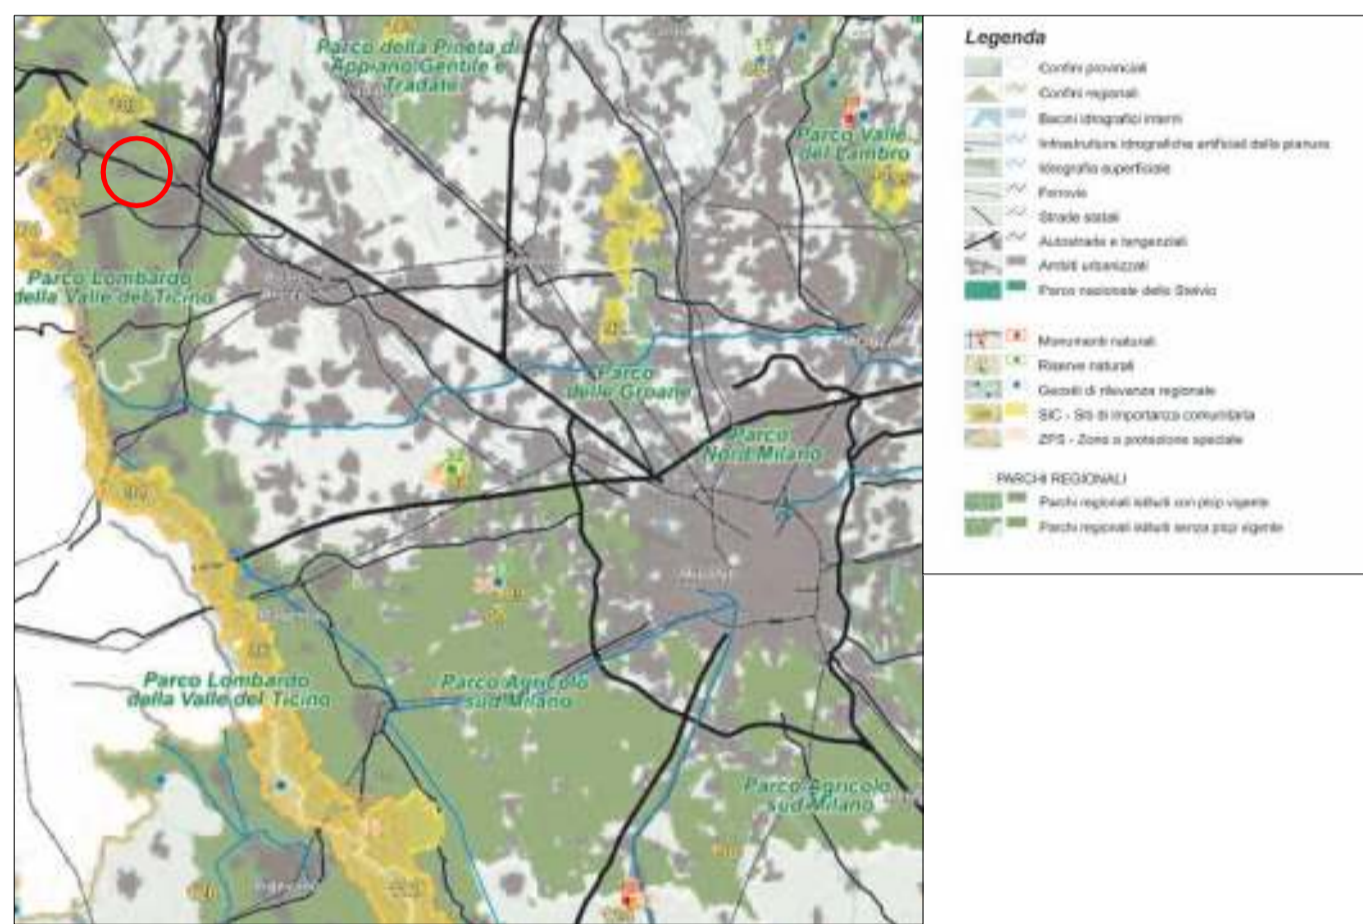 Parco della Pineta di
Appiano Gentile e
Tradate
Parco Valle
del Lambro
Parco Lombardo
della Valle del Ticino
Parco
delle Groane
Parco
Nord Milano
Milano
Parco Lombardo
della Valle del Ticino
Parco Agricolo
sud Milano
Parco Agricolo
sud Milano
Vigevano
Legenda
Confini provinciali
Confini regionali
Bacini idrografici interni
Infrastrutture idrografiche artificiali della pianura
Idrografia superficiale
Ferrovie
Strade statali
Autostrade e tangenziali
Ambiti urbanizzati
Parco nazionale dello Stelvio
Monumenti naturali
Riserve naturali
Geositi di rilevanza regionale
SIC - Siti di importanza comunitaria
ZPS - Zone a protezione speciale
PARCHI REGIONALI
Parchi regionali istituiti con ptcp vigente
Parchi regionali istituiti senza ptcp vigente